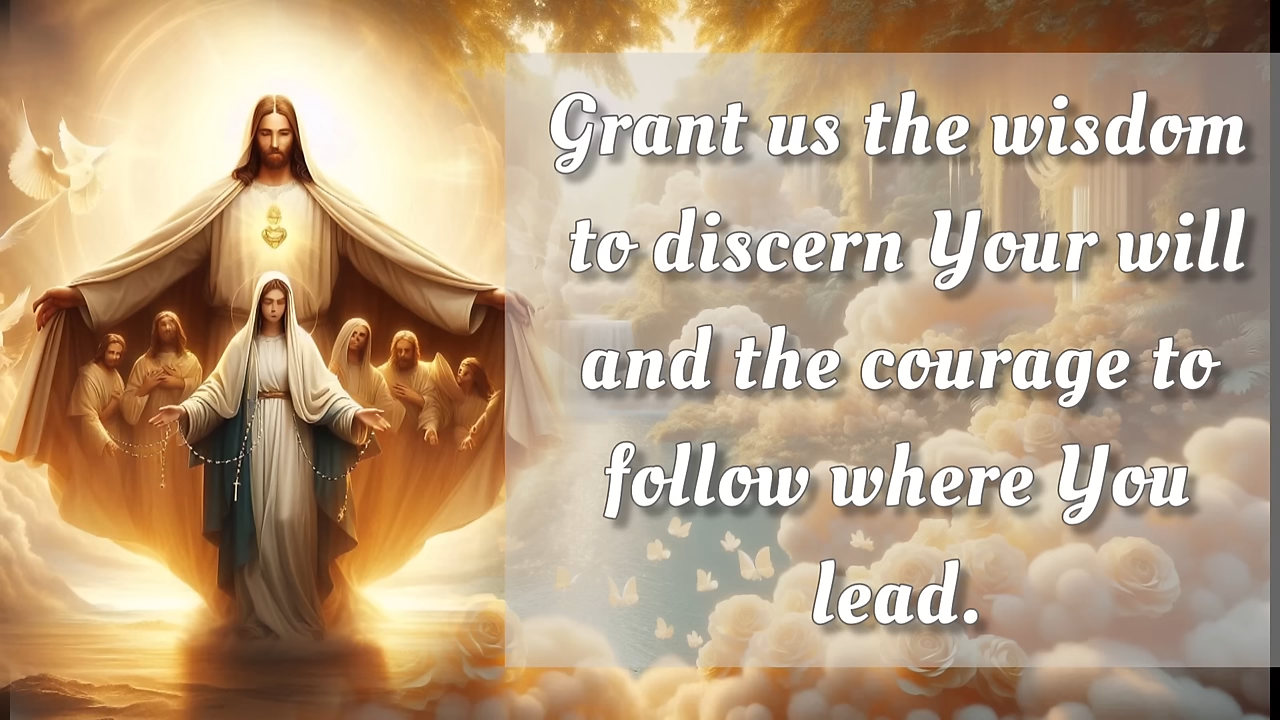 Grant us the wisdom
to discern Your will
and the courage to
follow where You
lead.